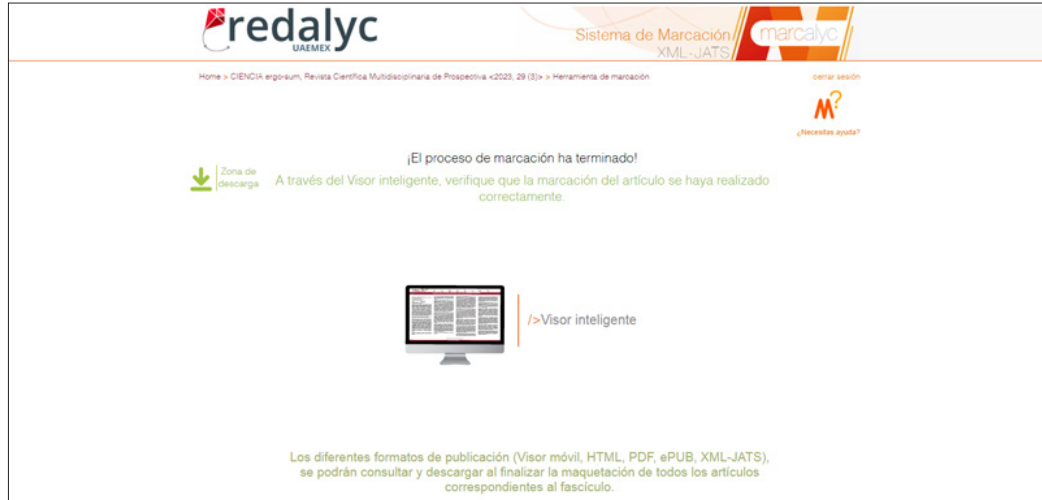 redalyc
UAEMEX
Sistema de Marcación
XML-JATS
marcalyc
Home > CIENCIA ergo-sum, Revista Científica Multidisciplinaria de Prospectiva <2023, 29 (3)> > Herramienta de marcación
cerrar sesión
M?
¿Necesitas ayuda?
¡El proceso de marcación ha terminado!
Zona de
descarga
A través del Visor inteligente, verifique que la marcación del artículo se haya realizado
correctamente.
/>Visor inteligente
Los diferentes formatos de publicación (Visor móvil, HTML, PDF, ePUB, XML-JATS),
se podrán consultar y descargar al finalizar la maquetación de todos los artículos
correspondientes al fascículo.